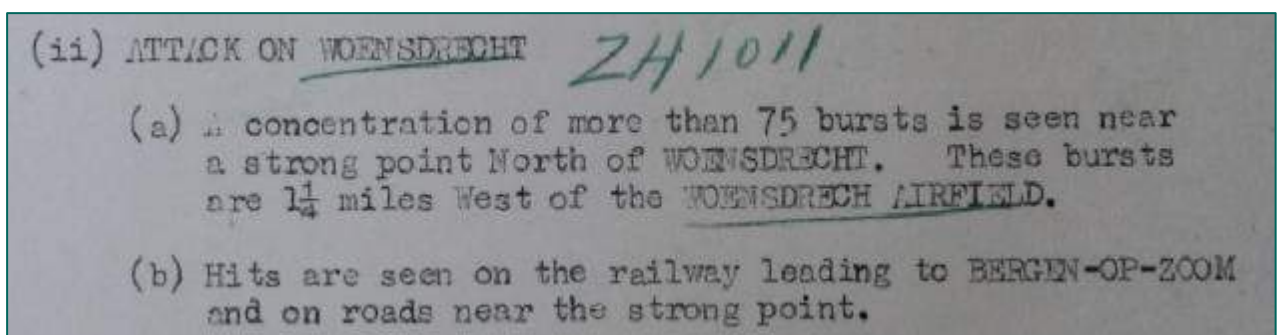 (ii) ATTACK ON WOENSDRECHT ZH 1011
(a) A concentration of more than 75 bursts is seen near
a strong point North of WOENSDRECHT. These bursts
are 1¼ miles West of the WOENSDRECH AIRFIELD.
(b) Hits are seen on the railway leading to BERGEN-OP-ZOOM
and on roads near the strong point.